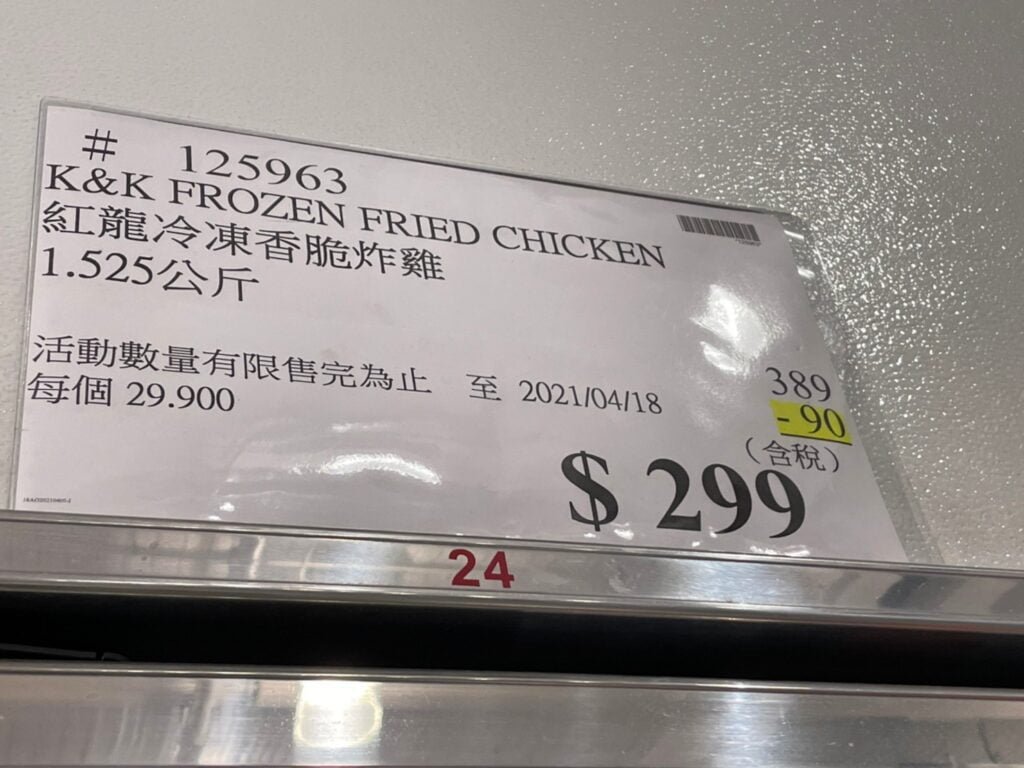 # 125963
K&K FROZEN FRIED CHICKEN
紅龍冷凍香脆炸雞
1.525公斤
活動數量有限售完為止 至 2021/04/18
每個 29.900
389
- 90
(含稅)
$ 299
24